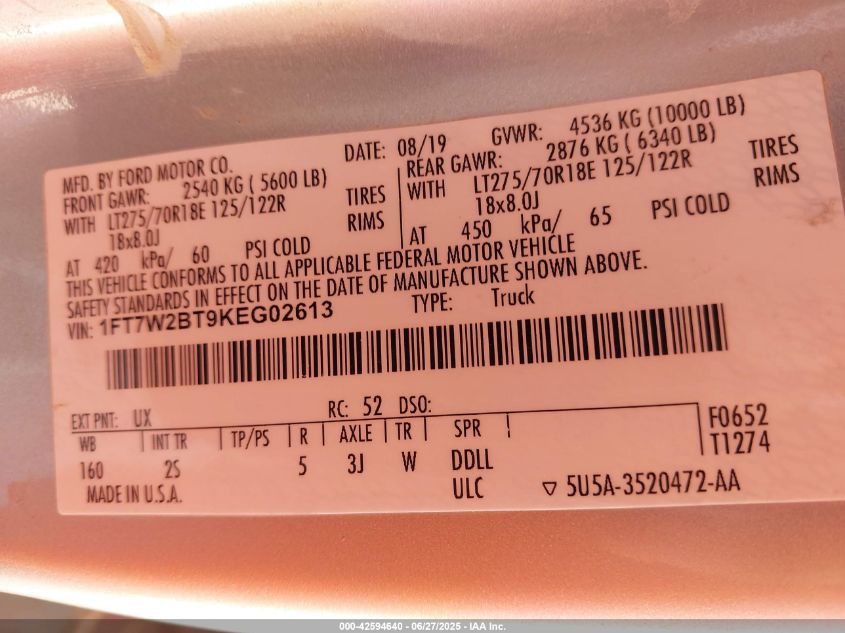 MFD. BY FORD MOTOR CO.
DATE: 08/19 GVWR: 4536 KG (10000 LB)
FRONT GAWR: 2540 KG ( 5600 LB)
WITH LT275/70R18E 125/122R TIRES
18x8.0J RIMS
AT 420 kPa/ 60 PSI COLD
REAR GAWR: 2876 KG ( 6340 LB)
WITH LT275/70R18E 125/122R TIRES
18x8.0J RIMS
AT 450 kPa/ 65 PSI COLD
THIS VEHICLE CONFORMS TO ALL APPLICABLE FEDERAL MOTOR VEHICLE
SAFETY STANDARDS IN EFFECT ON THE DATE OF MANUFACTURE SHOWN ABOVE.
VIN: 1FT7W2BT9KEG02613 TYPE: Truck
EXT PNT: UX RC: 52 DSO:
WB INT TR TP/PS R AXLE TR SPR
160 2S 5 3J W DDLL
F0652
T1274
MADE IN U.S.A. ULC ▽ 5U5A-3520472-AA
000-42594640 - 06/27/2025 - IAA Inc.